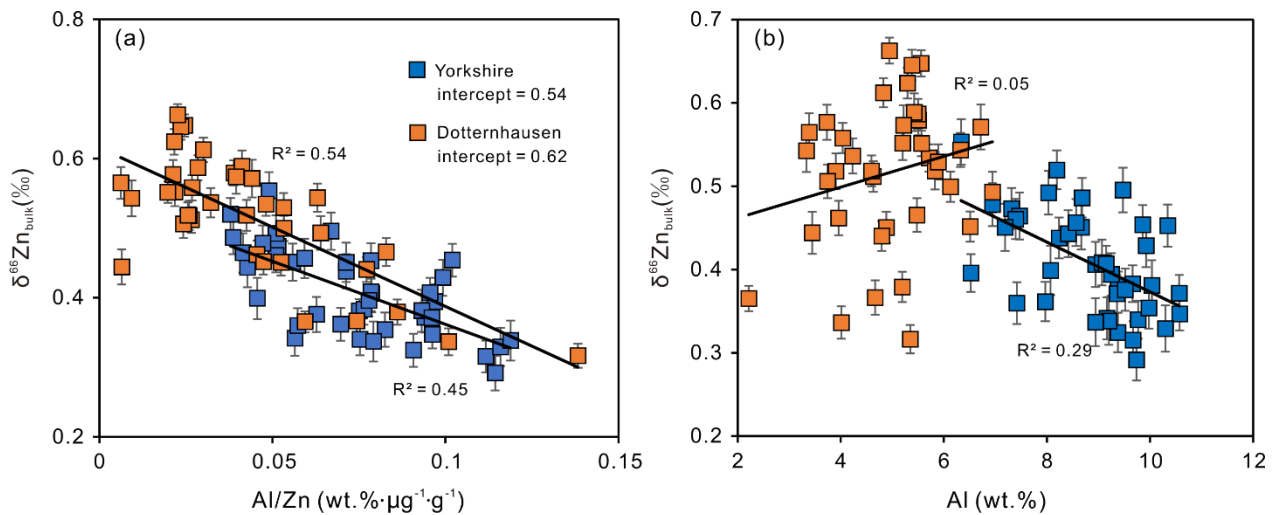 (a)
Yorkshire
intercept = 0.54
Dotternhausen
intercept = 0.62
R² = 0.54
R² = 0.45
0.8
0.6
0.4
0.2
0
0.05
0.1
0.15
δ⁶⁶Zn_bulk(‰)
Al/Zn (wt.%·µg⁻¹·g⁻¹)
(b)
R² = 0.05
R² = 0.29
0.7
0.6
0.5
0.4
0.3
0.2
2
4
6
8
10
12
δ⁶⁶Zn_bulk(‰)
Al (wt.%)